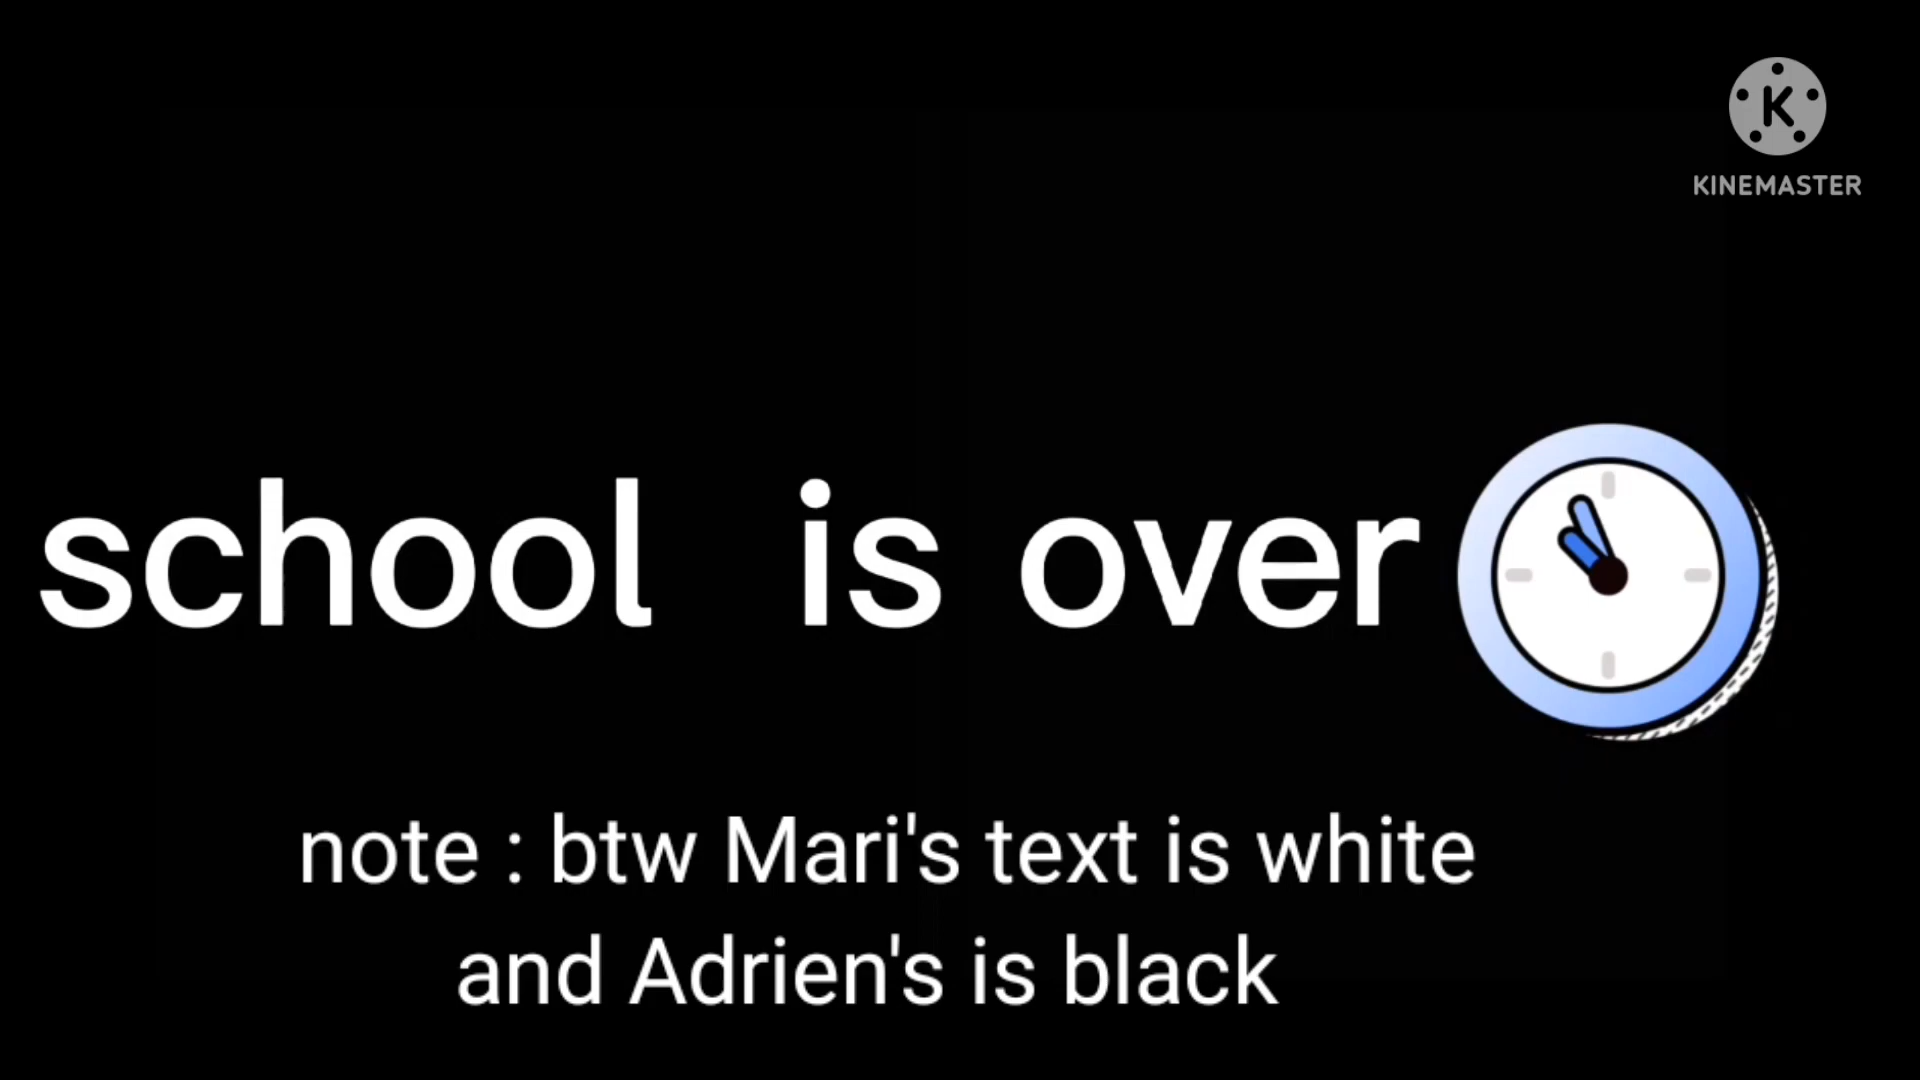 K
KINEMASTER
school is over
note : btw Mari's text is white
and Adrien's is black